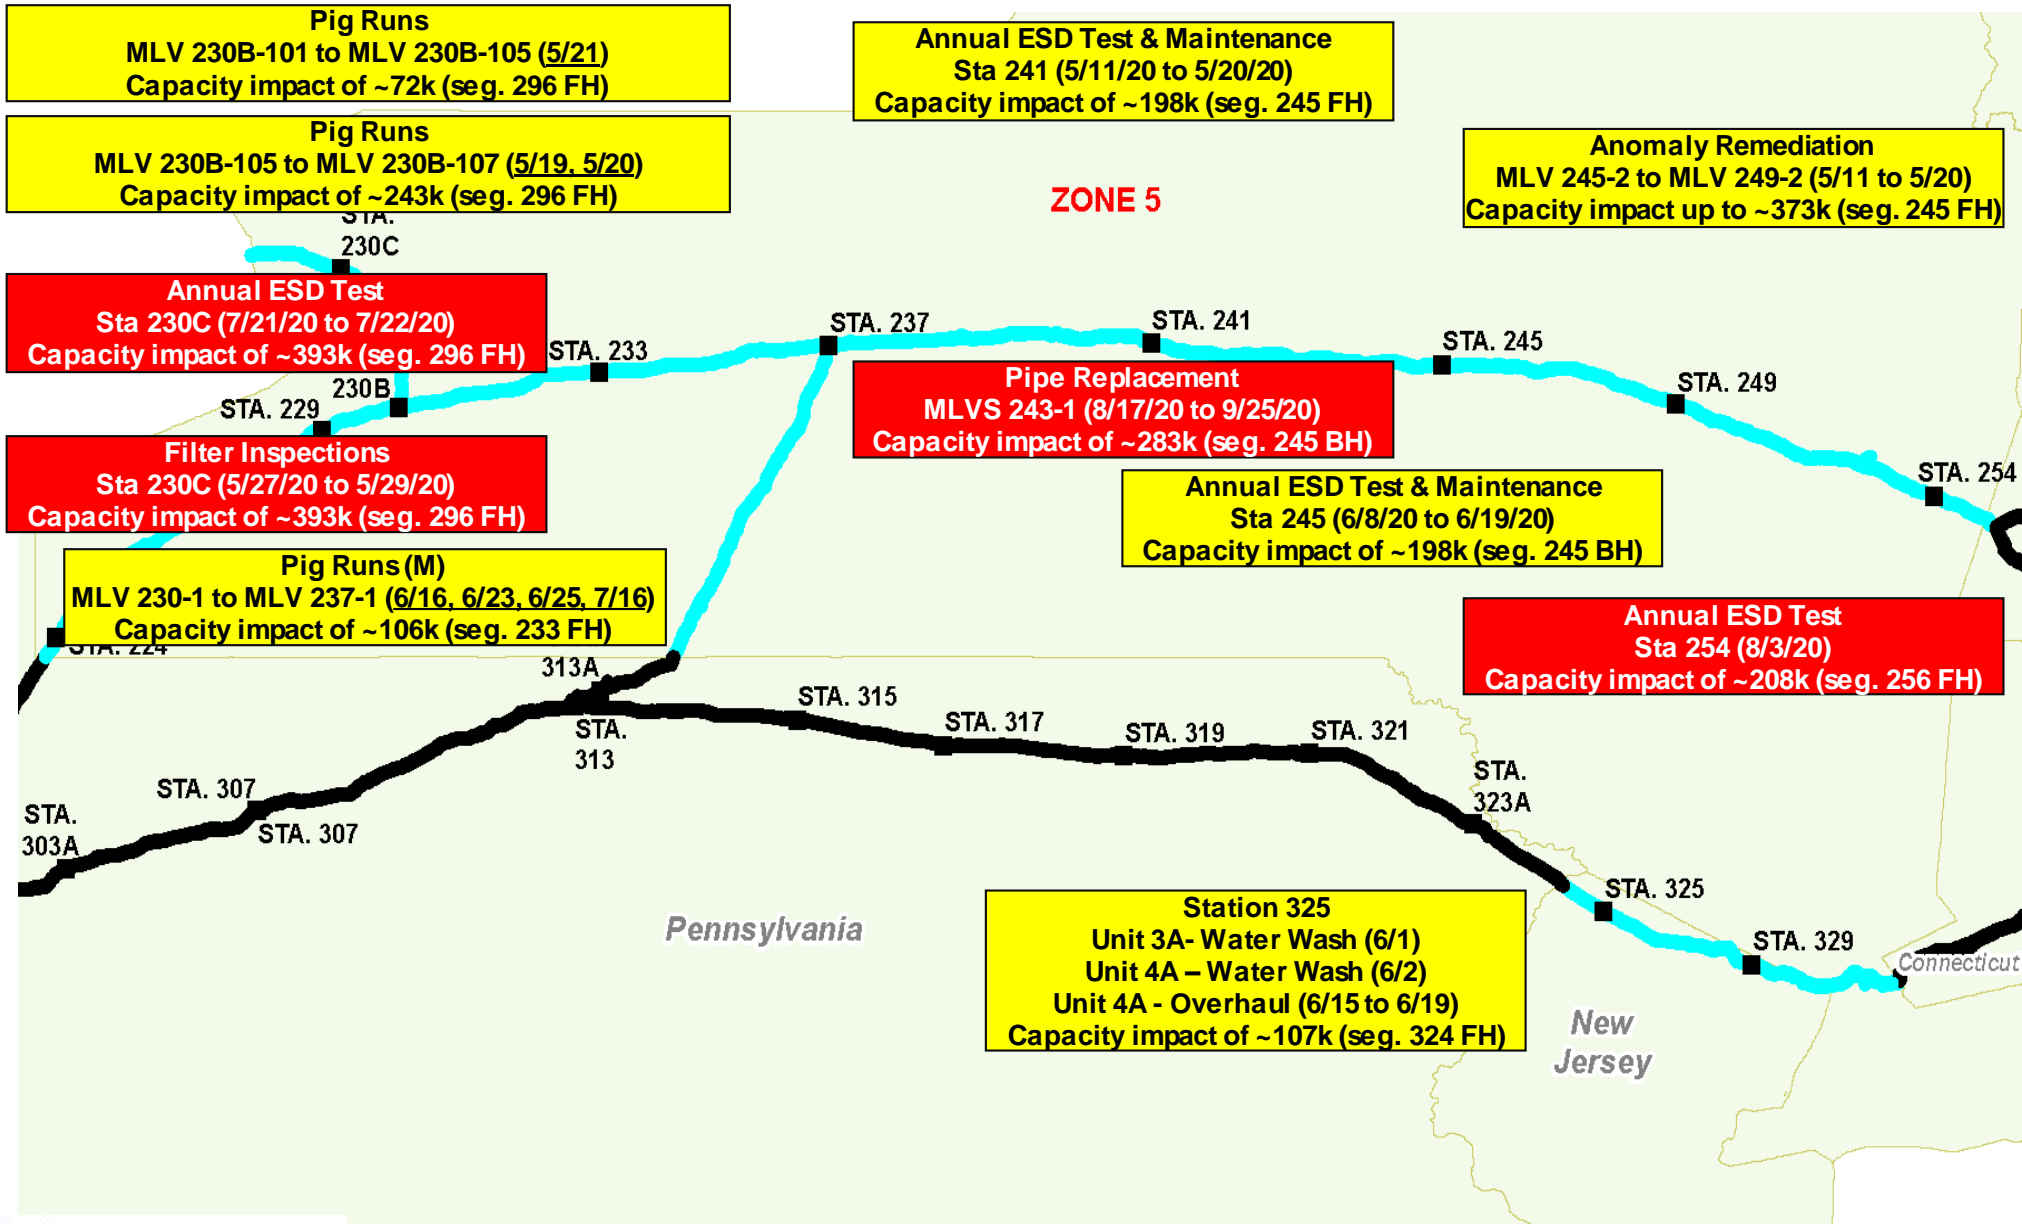 Pig Runs
MLV 230B-101 to MLV 230B-105 (5/21)
Capacity impact of ~72k (seg. 296 FH)
Annual ESD Test & Maintenance
Sta 241 (5/11/20 to 5/20/20)
Capacity impact of ~198k (seg. 245 FH)
Pig Runs
MLV 230B-105 to MLV 230B-107 (5/19, 5/20)
Capacity impact of ~243k (seg. 296 FH)
Anomaly Remediation
MLV 245-2 to MLV 249-2 (5/11 to 5/20)
Capacity impact up to ~373k (seg. 245 FH)
ZONE 5
STA.
230C
Annual ESD Test
Sta 230C (7/21/20 to 7/22/20)
Capacity impact of ~393k (seg. 296 FH)
STA. 233
STA. 237
STA. 241
STA. 245
STA. 249
STA. 254
230B
STA. 229
Pipe Replacement
MLVS 243-1 (8/17/20 to 9/25/20)
Capacity impact of ~283k (seg. 245 BH)
Filter Inspections
Sta 230C (5/27/20 to 5/29/20)
Capacity impact of ~393k (seg. 296 FH)
Annual ESD Test & Maintenance
Sta 245 (6/8/20 to 6/19/20)
Capacity impact of ~198k (seg. 245 BH)
Pig Runs (M)
MLV 230-1 to MLV 237-1 (6/16, 6/23, 6/25, 7/16)
Capacity impact of ~106k (seg. 233 FH)
STA. 224
Annual ESD Test
Sta 254 (8/3/20)
Capacity impact of ~208k (seg. 256 FH)
313A
STA.
313
STA. 315
STA. 317
STA. 319
STA. 321
STA.
323A
STA. 307
STA. 307
STA.
303A
STA. 325
STA. 329
Pennsylvania
Station 325
Unit 3A- Water Wash (6/1)
Unit 4A – Water Wash (6/2)
Unit 4A - Overhaul (6/15 to 6/19)
Capacity impact of ~107k (seg. 324 FH)
Connecticut
New
Jersey